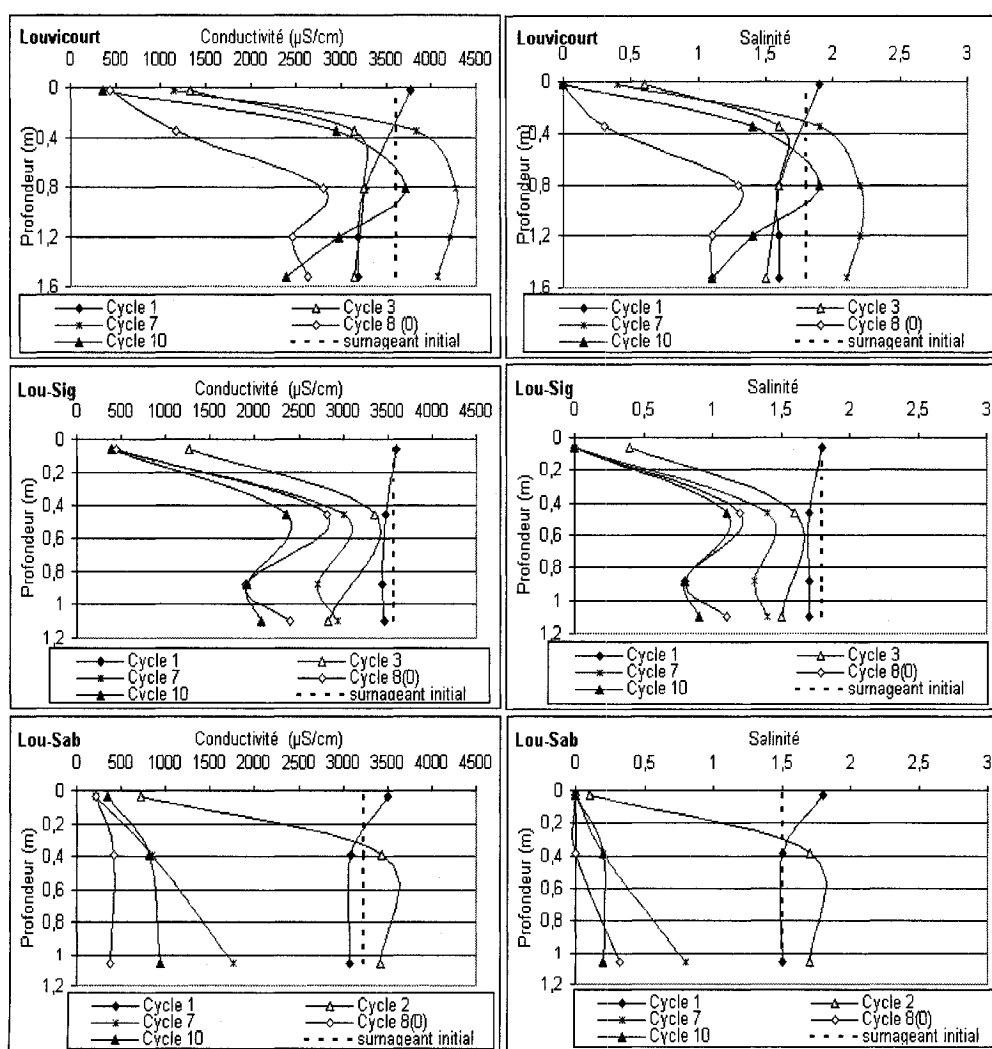 Louvicourt Conductivité (µS/cm)
0 500 1000 1500 2000 2500 3000 3500 4000 4500
Profondeur (m)
0
0,4
0,8
1,2
1,6
Cycle 1 Cycle 3
Cycle 7 Cycle 8 (0)
Cycle 10 surnageant initial
Louvicourt Salinité
0 0,5 1 1,5 2 2,5 3
Profondeur (m)
0
0,4
0,8
1,2
1,6
Cycle 1 Cycle 3
Cycle 7 Cycle 8 (0)
Cycle 10 surnageant initial
Lou-Sig Conductivité (µS/cm)
0 500 1000 1500 2000 2500 3000 3500 4000 4500
Profondeur (m)
0
0,2
0,4
0,6
0,8
1
1,2
Cycle 1 Cycle 3
Cycle 7 Cycle 8(0)
Cycle 10 surnageant initial
Lou-Sig Salinité
0 0,5 1 1,5 2 2,5 3
Profondeur (m)
0
0,2
0,4
0,6
0,8
1
1,2
Cycle 1 Cycle 3
Cycle 7 Cycle 8(0)
Cycle 10 surnageant initial
Lou-Sab Conductivité (µS/cm)
0 500 1000 1500 2000 2500 3000 3500 4000 4500
Profondeur (m)
0
0,2
0,4
0,6
0,8
1
1,2
Cycle 1 Cycle 2
Cycle 7 Cycle 8(0)
Cycle 10 surnageant initial
Lou-Sab Salinité
0 0,5 1 1,5 2 2,5 3
Profondeur (m)
0
0,2
0,4
0,6
0,8
1
1,2
Cycle 1 Cycle 2
Cycle 7 Cycle 8(0)
Cycle 10 surnageant initial